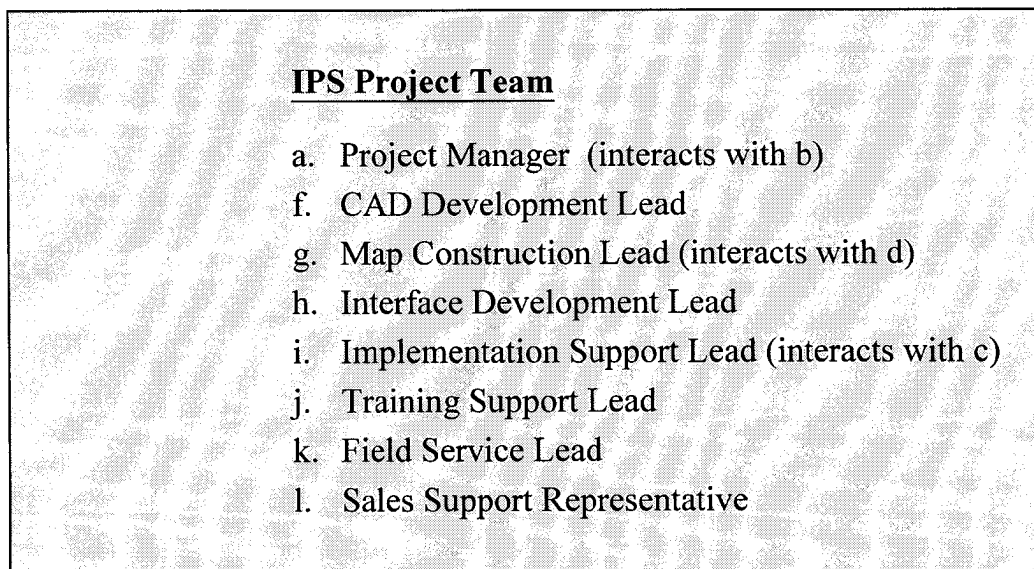 IPS Project Team
a. Project Manager (interacts with b)
f. CAD Development Lead
g. Map Construction Lead (interacts with d)
h. Interface Development Lead
i. Implementation Support Lead (interacts with c)
j. Training Support Lead
k. Field Service Lead
l. Sales Support Representative